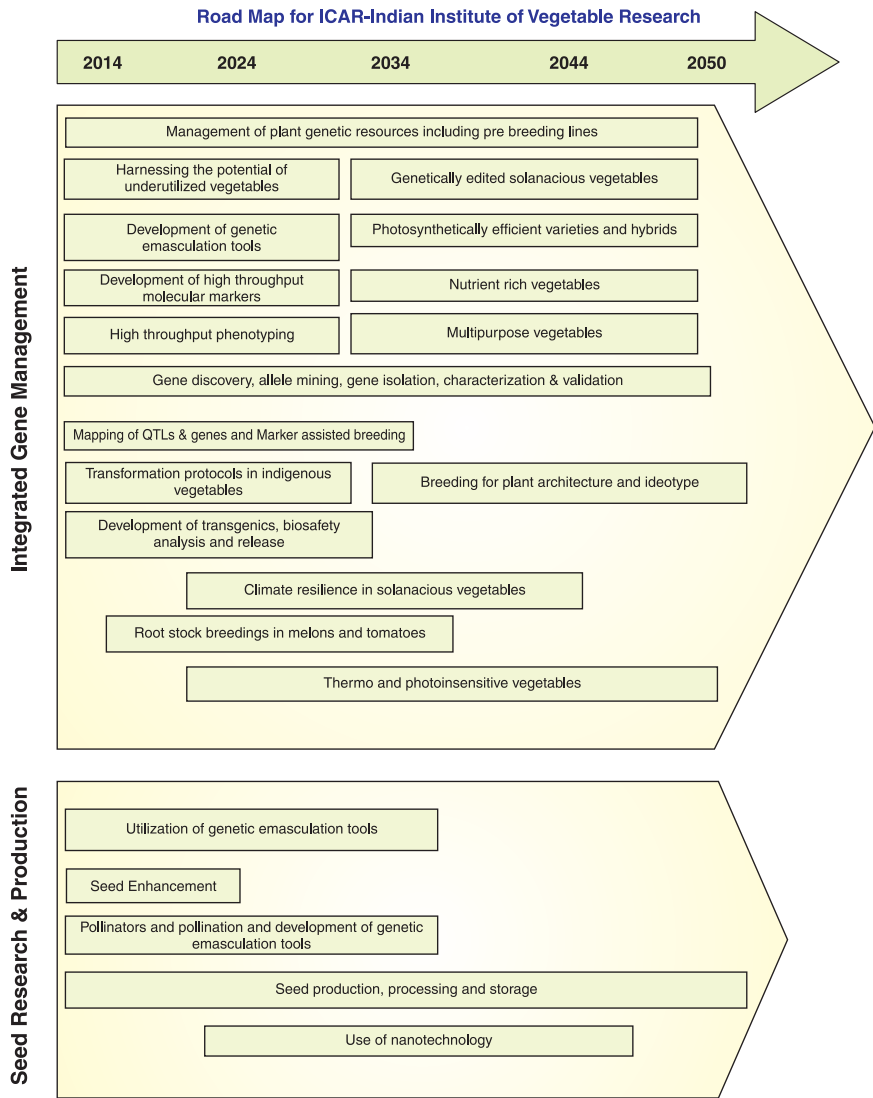 Road Map for ICAR-Indian Institute of Vegetable Research
2014 2024 2034 2044 2050
Integrated Gene Management
Management of plant genetic resources including pre breeding lines
Harnessing the potential of
underutilized vegetables
Genetically edited solanacious vegetables
Development of genetic
emasculation tools
Photosynthetically efficient varieties and hybrids
Development of high throughput
molecular markers
Nutrient rich vegetables
High throughput phenotyping
Multipurpose vegetables
Gene discovery, allele mining, gene isolation, characterization & validation
Mapping of QTLs & genes and Marker assisted breeding
Transformation protocols in indigenous
vegetables
Breeding for plant architecture and ideotype
Development of transgenics, biosafety
analysis and release
Climate resilience in solanacious vegetables
Root stock breedings in melons and tomatoes
Thermo and photoinsensitive vegetables
Seed Research & Production
Utilization of genetic emasculation tools
Seed Enhancement
Pollinators and pollination and development of genetic
emasculation tools
Seed production, processing and storage
Use of nanotechnology